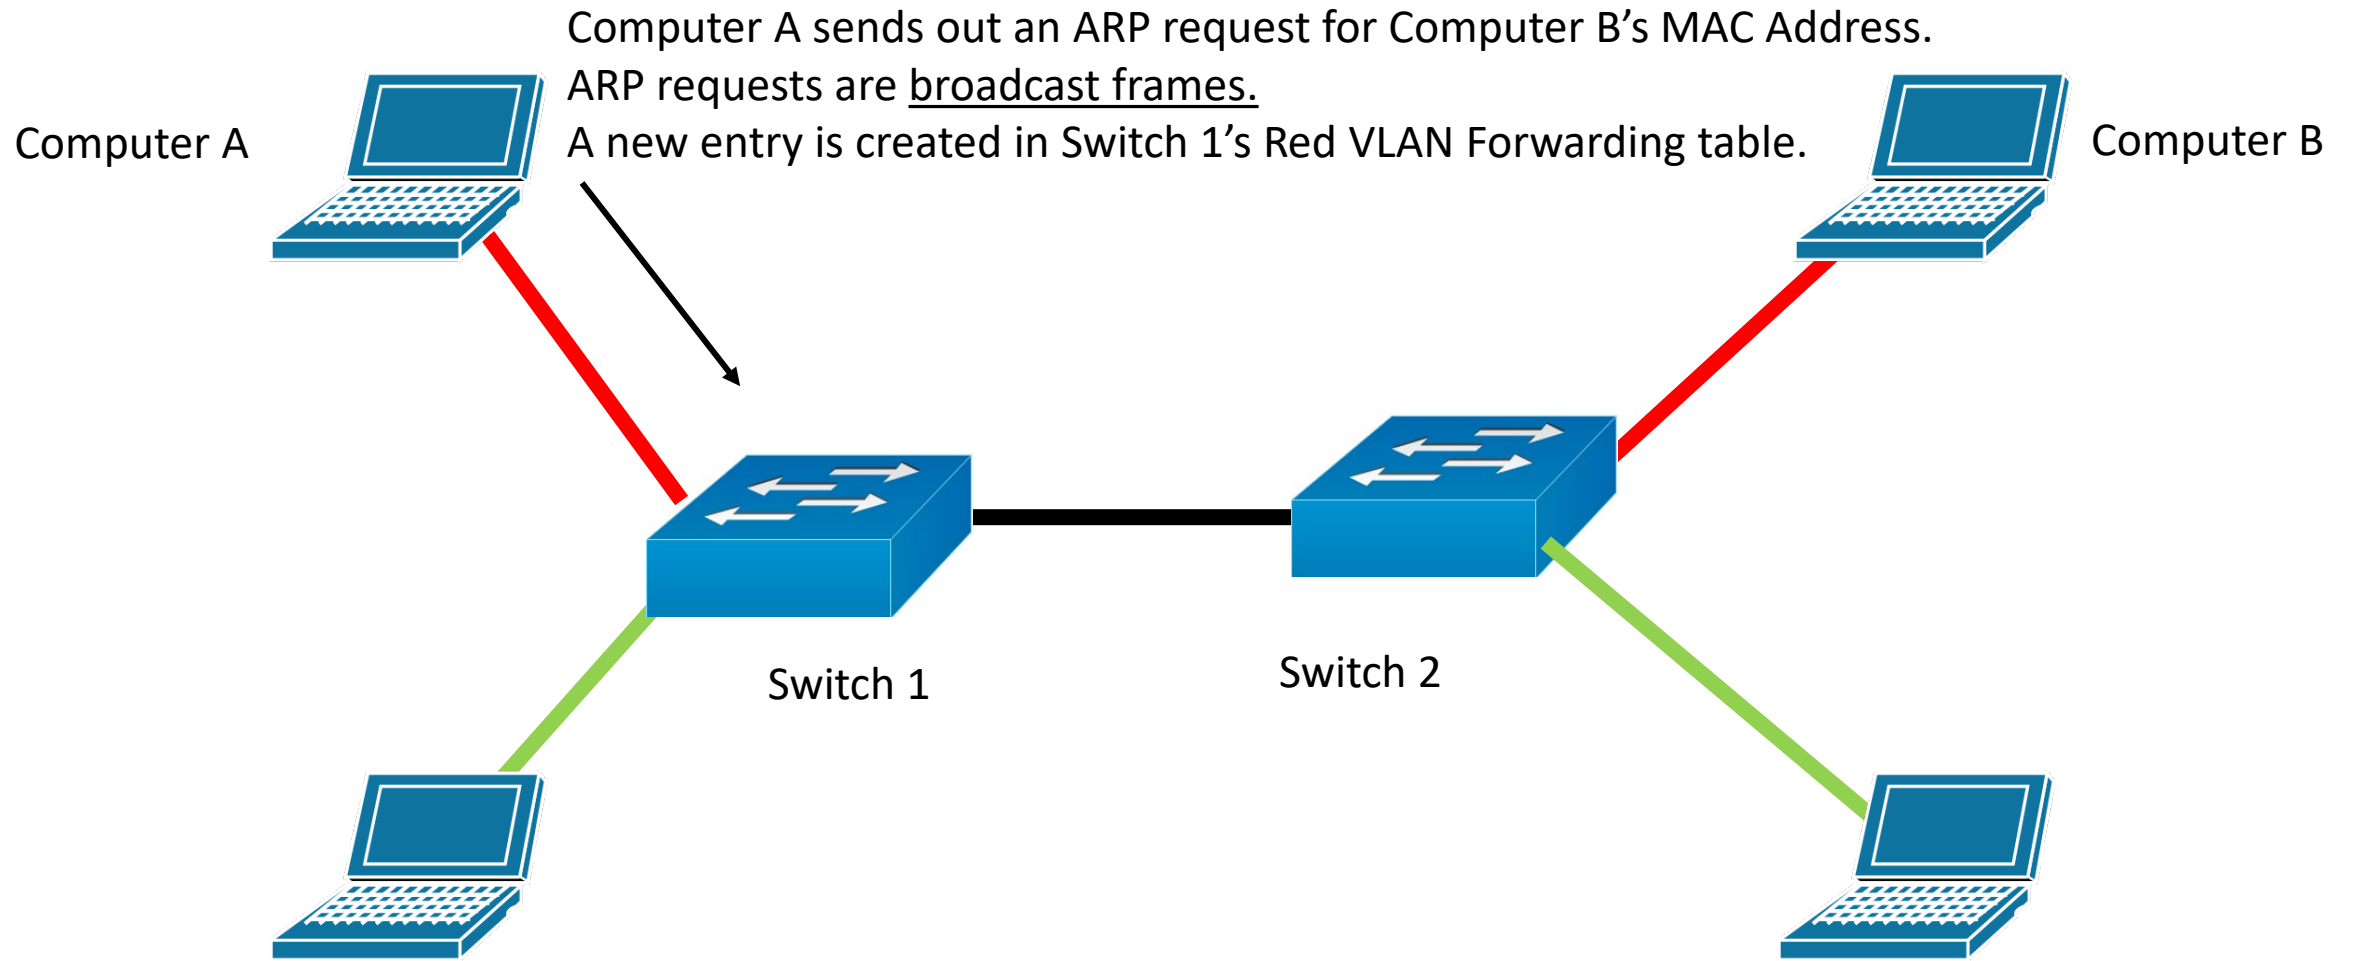 Computer A sends out an ARP request for Computer B’s MAC Address.
ARP requests are broadcast frames.
A new entry is created in Switch 1’s Red VLAN Forwarding table.
Computer A
Computer B
Switch 1
Switch 2